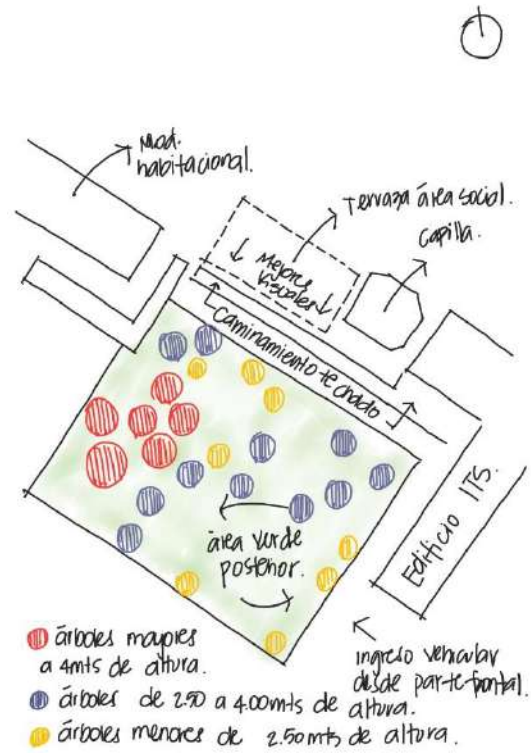 Mod.
habitacional.
Terraza área social.
Capilla.
Mejores
Visuales
Caminamiento techado
Edificio ITS.
área verde
posterior.
ingreso vehicular
desde parte frontal.
árboles mayores
a 4mts de altura.
árboles de 2.50 a 4.00mts de altura.
árboles menores de 2.50mts de altura.